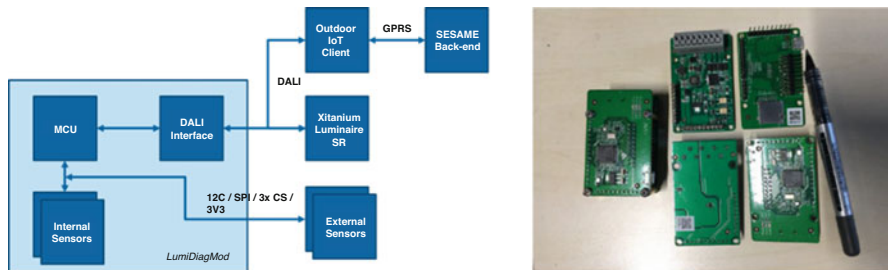 Outdoor
IoT
Client
GPRS
SESAME
Back-end
DALI
MCU
DALI
Interface
Xitanium
Luminaire
SR
12C / SPI / 3x CS /
3V3
Internal
Sensors
External
Sensors
LumiDiagMod